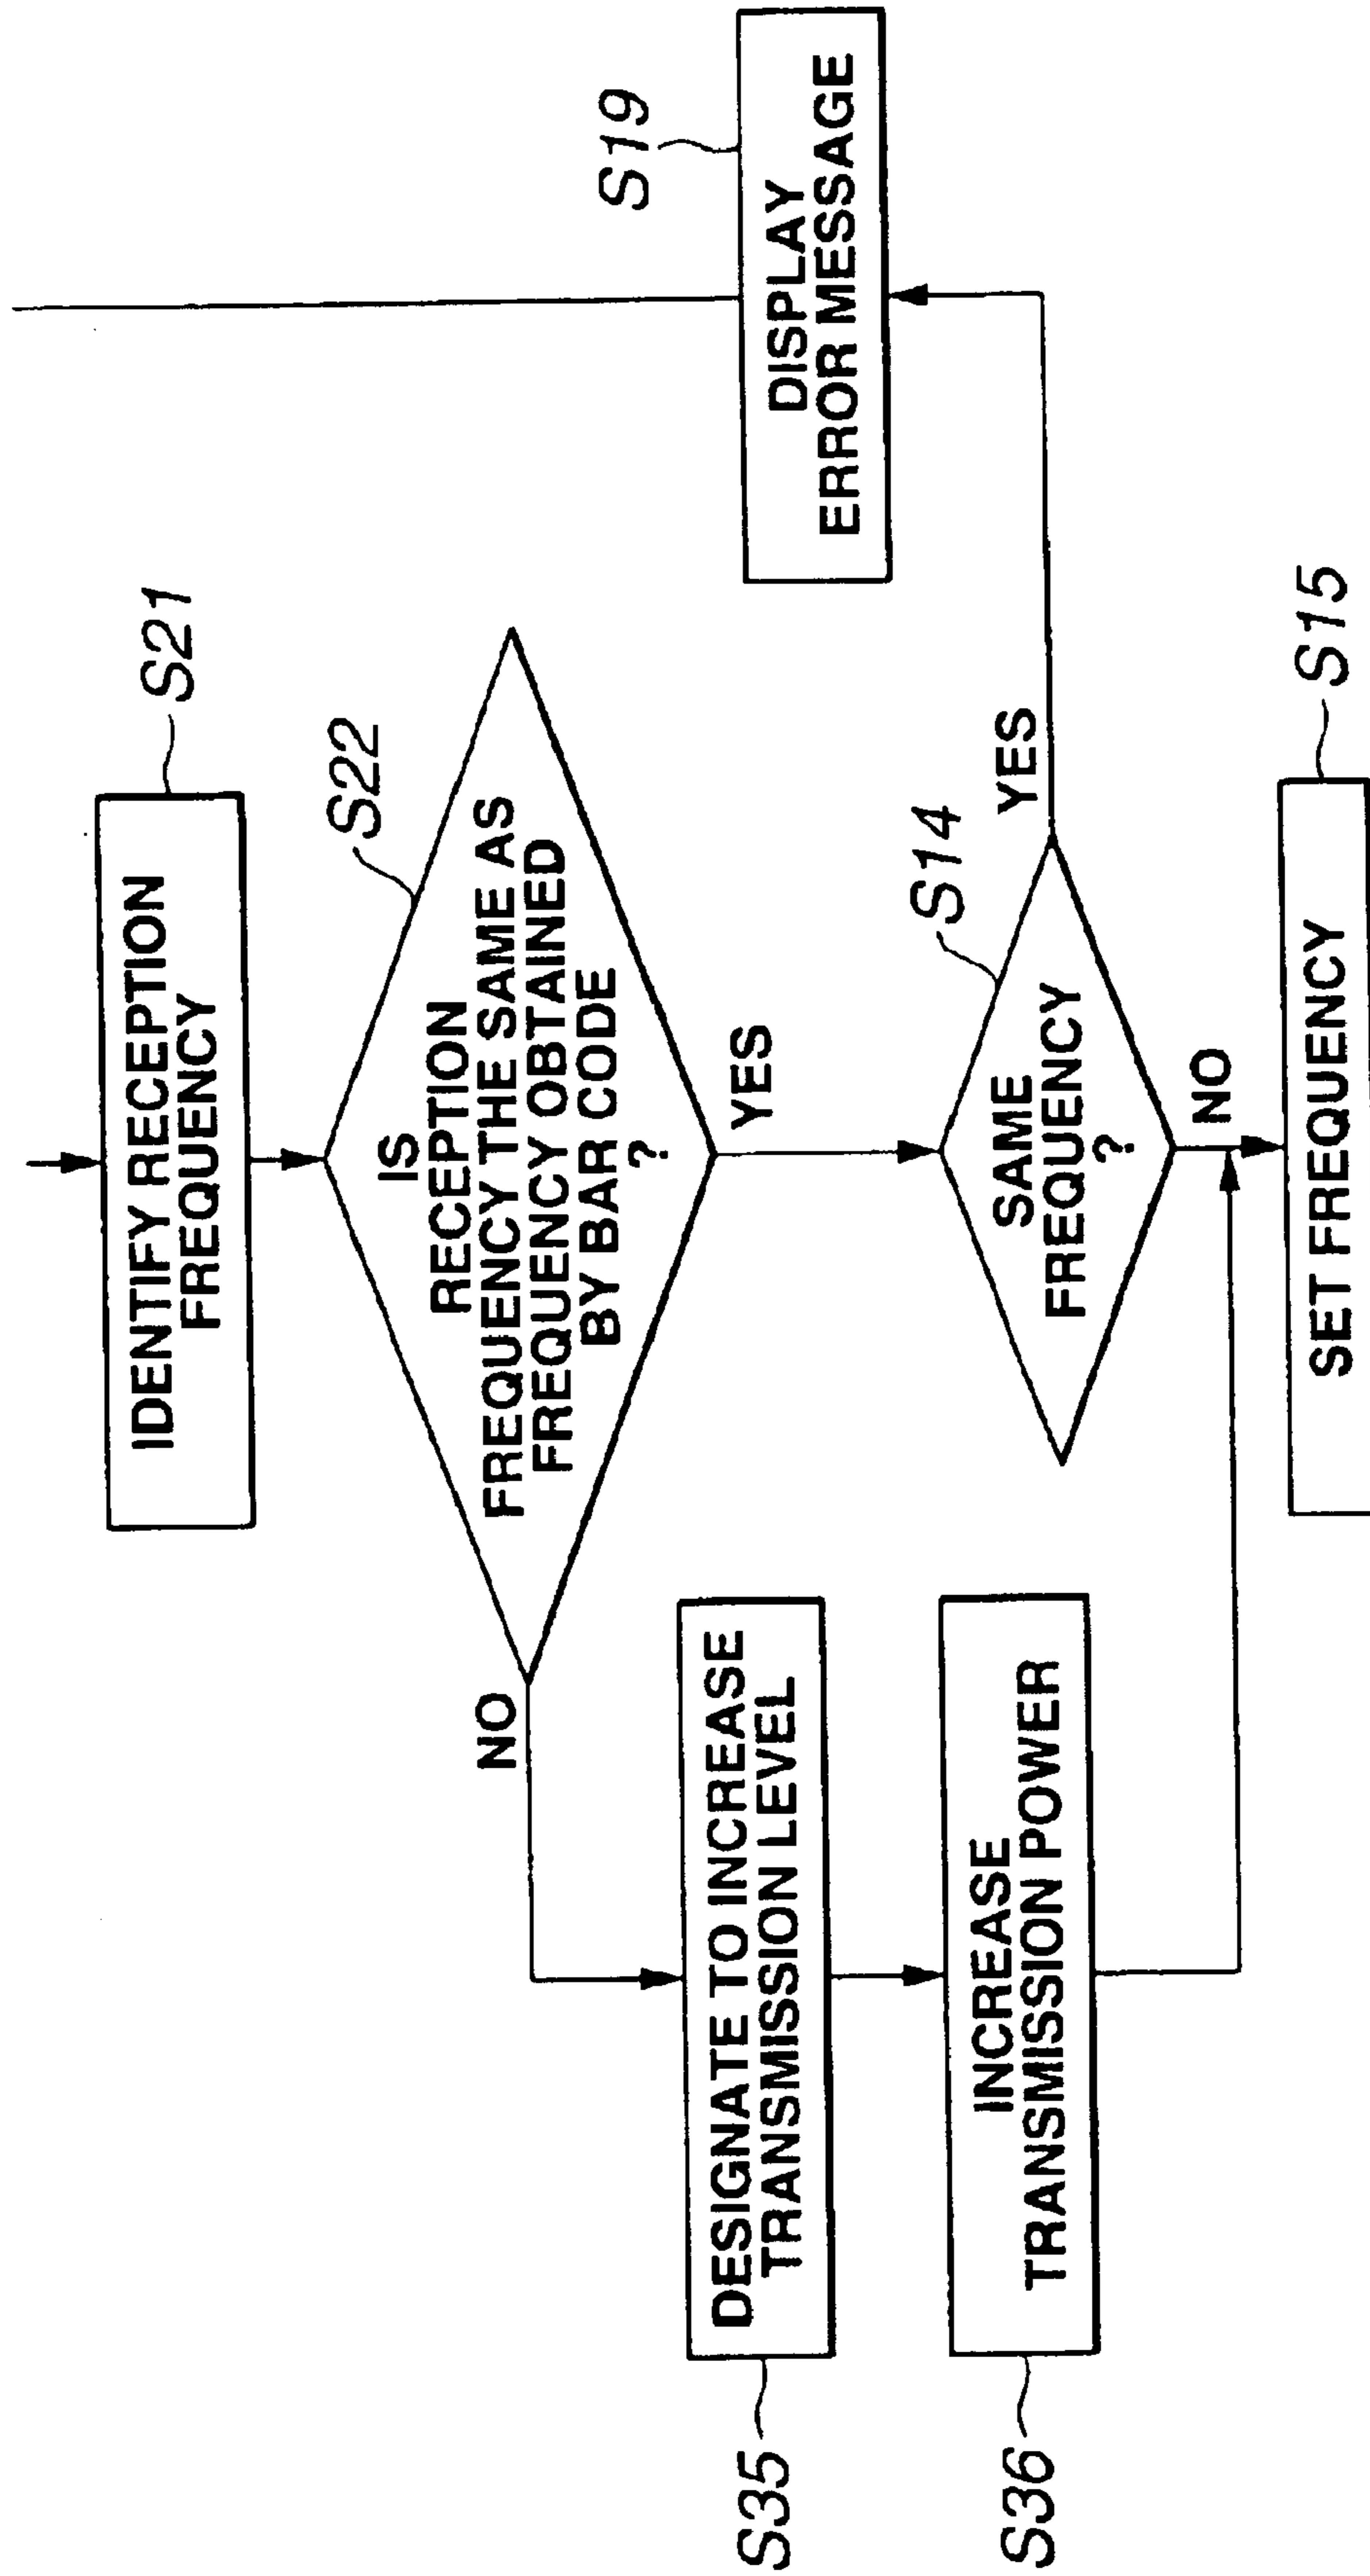 IDENTIFY RECEPTION
FREQUENCY
S21
IS
RECEPTION
FREQUENCY THE SAME AS
FREQUENCY OBTAINED
BY BAR CODE
?
S22
NO
YES
DESIGNATE TO INCREASE
TRANSMISSION LEVEL
S35
INCREASE
TRANSMISSION POWER
S36
SAME
FREQUENCY
?
S14
YES
NO
DISPLAY
ERROR MESSAGE
S19
SET FREQUENCY
S15